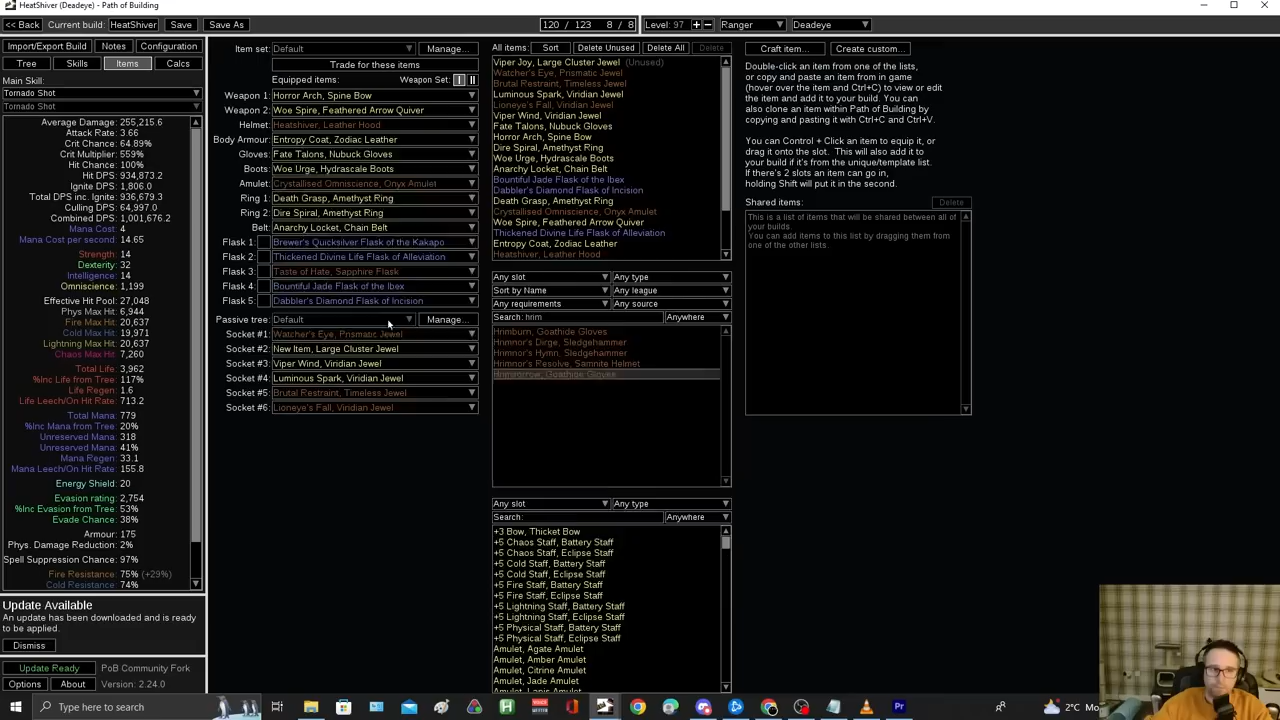 HeatShiver (Deadeye) - Path of Building
<< Back
Current build: HeatShiver
Save
Save As
120 / 123 8 / 8
Level: 97 + -
Ranger
Deadeye
Import/Export Build
Notes
Configuration
Tree
Skills
Items
Calcs
Main Skill:
Tornado Shot
Tornado Shot
Average Damage: 255,215.6
Attack Rate: 3.66
Crit Chance: 64.89%
Crit Multiplier: 559%
Hit Chance: 100%
Hit DPS: 934,873.2
Ignite DPS: 1,806.0
Total DPS inc. Ignite: 936,679.3
Culling DPS: 64,997.0
Combined DPS: 1,001,676.2
Mana Cost: 4
Mana Cost per second: 14.65
Strength: 14
Dexterity: 32
Intelligence: 14
Omniscience: 1,199
Effective Hit Pool: 27,048
Phys Max Hit: 6,944
Fire Max Hit: 20,637
Cold Max Hit: 19,971
Lightning Max Hit: 20,637
Chaos Max Hit: 7,260
Total Life: 3,962
%Inc Life from Tree: 117%
Life Regen: 1.6
Life Leech/On Hit Rate: 713.2
Total Mana: 779
%Inc Mana from Tree: 20%
Unreserved Mana: 318
Unreserved Mana: 41%
Mana Regen: 33.1
Mana Leech/On Hit Rate: 155.8
Energy Shield: 20
Evasion rating: 2,754
%Inc Evasion from Tree: 53%
Evade Chance: 38%
Armour: 175
Phys. Damage Reduction: 2%
Spell Suppression Chance: 97%
Fire Resistance: 75% (+29%)
Cold Resistance: 74%
Update Available
An update has been downloaded and is ready
to be applied.
Dismiss
Update Ready
PoB Community Fork
Options
About
Version: 2.24.0
Item set: Default
Manage...
Trade for these items
Equipped items:
Weapon Set: I II
Weapon 1: Horror Arch, Spine Bow
Weapon 2: Woe Spire, Feathered Arrow Quiver
Helmet: Heatshiver, Leather Hood
Body Armour: Entropy Coat, Zodiac Leather
Gloves: Fate Talons, Nubuck Gloves
Boots: Woe Urge, Hydrascale Boots
Amulet: Crystallised Omniscience, Onyx Amulet
Ring 1: Death Grasp, Amethyst Ring
Ring 2: Dire Spiral, Amethyst Ring
Belt: Anarchy Locket, Chain Belt
Flask 1: Brewer's Quicksilver Flask of the Kakapo
Flask 2: Thickened Divine Life Flask of Alleviation
Flask 3: Taste of Hate, Sapphire Flask
Flask 4: Bountiful Jade Flask of the Ibex
Flask 5: Dabbler's Diamond Flask of Incision
Passive tree: Default
Manage...
Socket #1: Watcher's Eye, Prismatic Jewel
Socket #2: New Item, Large Cluster Jewel
Socket #3: Viper Wind, Viridian Jewel
Socket #4: Luminous Spark, Viridian Jewel
Socket #5: Brutal Restraint, Timeless Jewel
Socket #6: Lioneye's Fall, Viridian Jewel
All items:
Sort
Delete Unused
Delete All
Delete
Viper Joy, Large Cluster Jewel (Unused)
Watcher's Eye, Prismatic Jewel
Brutal Restraint, Timeless Jewel
Luminous Spark, Viridian Jewel
Lioneye's Fall, Viridian Jewel
Viper Wind, Viridian Jewel
Fate Talons, Nubuck Gloves
Horror Arch, Spine Bow
Dire Spiral, Amethyst Ring
Woe Urge, Hydrascale Boots
Anarchy Locket, Chain Belt
Bountiful Jade Flask of the Ibex
Dabbler's Diamond Flask of Incision
Death Grasp, Amethyst Ring
Crystallised Omniscience, Onyx Amulet
Woe Spire, Feathered Arrow Quiver
Thickened Divine Life Flask of Alleviation
Entropy Coat, Zodiac Leather
Heatshiver, Leather Hood
Any slot
Any type
Sort by Name
Any league
Any requirements
Any source
Search: hrim
Anywhere
Hrimburn, Goathide Gloves
Hrimnor's Dirge, Sledgehammer
Hrimnor's Hymn, Sledgehammer
Hrimnor's Resolve, Samnite Helmet
Hrimsorrow, Goathide Gloves
Any slot
Any type
Search:
Anywhere
+3 Bow, Thicket Bow
+5 Chaos Staff, Battery Staff
+5 Chaos Staff, Eclipse Staff
+5 Cold Staff, Battery Staff
+5 Cold Staff, Eclipse Staff
+5 Fire Staff, Battery Staff
+5 Fire Staff, Eclipse Staff
+5 Lightning Staff, Battery Staff
+5 Lightning Staff, Eclipse Staff
+5 Physical Staff, Battery Staff
+5 Physical Staff, Eclipse Staff
Amulet, Agate Amulet
Amulet, Amber Amulet
Amulet, Citrine Amulet
Amulet, Jade Amulet
Amulet, Lapis Amulet
Craft item...
Create custom...
Double-click an item from one of the lists,
or copy and paste an item from in game
(hover over the item and Ctrl+C) to view or edit
the item and add it to your build. You can
also clone an item within Path of Building by
copying and pasting it with Ctrl+C and Ctrl+V.
You can Control + Click an item to equip it, or
drag it onto the slot. This will also add it to
your build if it's from the unique/template list.
If there's 2 slots an item can go in,
holding Shift will put it in the second.
Shared items:
Delete
This is a list of items that will be shared between all of
your builds.
You can add items to this list by dragging them from
one of the other lists.
Type here to search
2°C